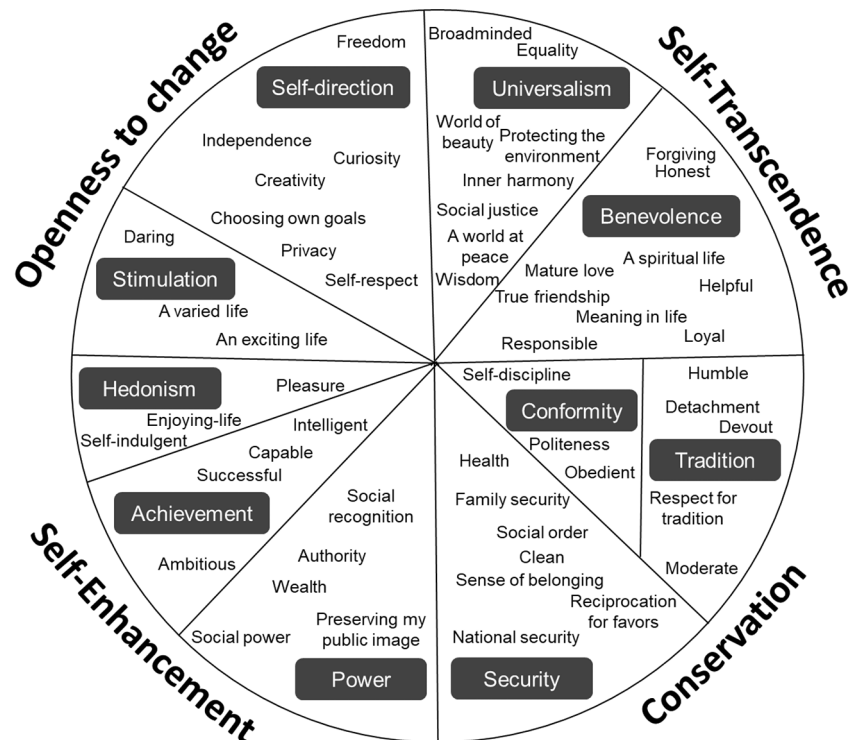 Openness to change
Freedom
Self-direction
Independence
Curiosity
Creativity
Choosing own goals
Privacy
Self-respect
Broadminded
Equality
Universalism
World of
beauty
Protecting the
environment
Inner harmony
Social justice
A world at
peace
Wisdom
Self-Transcendence
Forgiving
Honest
Benevolence
A spiritual life
Mature love
Helpful
True friendship
Meaning in life
Responsible
Loyal
Daring
Stimulation
A varied life
An exciting life
Hedonism
Pleasure
Enjoying-life
Self-indulgent
Self-discipline
Conformity
Politeness
Obedient
Humble
Detachment
Devout
Tradition
Respect for
tradition
Moderate
Intelligent
Capable
Successful
Achievement
Ambitious
Self-Enhancement
Social
recognition
Authority
Wealth
Preserving my
public image
Social power
Power
Health
Family security
Social order
Clean
Sense of belonging
Reciprocation
for favors
National security
Security
Conservation